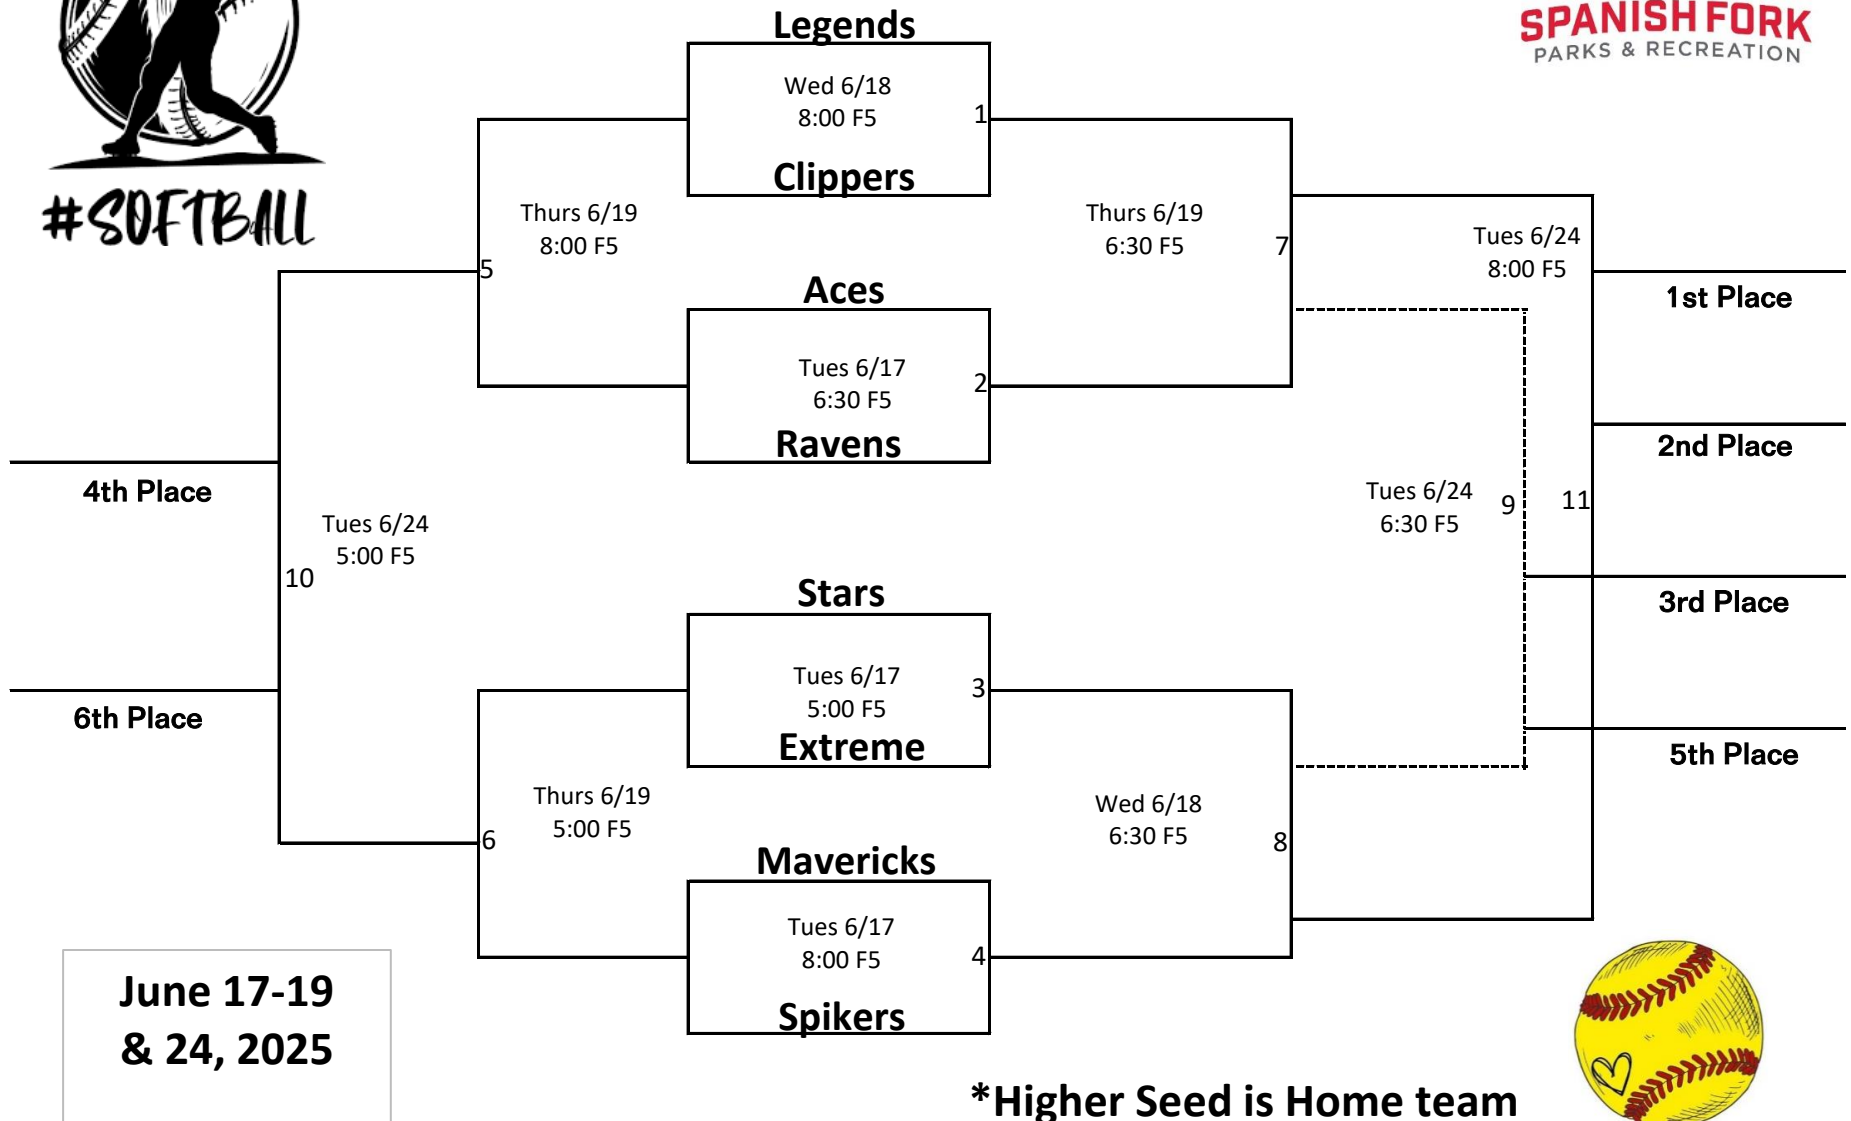 SPANISH FORK
PARKS & RECREATION
#SOFTBALL
Legends
Wed 6/18
8:00 F5
1
Clippers
Thurs 6/19
8:00 F5
5
Thurs 6/19
6:30 F5
7
Tues 6/24
8:00 F5
Aces
Tues 6/17
6:30 F5
2
Ravens
1st Place
2nd Place
4th Place
Tues 6/24
5:00 F5
10
Tues 6/24
6:30 F5
9
11
Stars
Tues 6/17
5:00 F5
3
Extreme
3rd Place
6th Place
5th Place
Thurs 6/19
5:00 F5
6
Wed 6/18
6:30 F5
8
Mavericks
Tues 6/17
8:00 F5
4
Spikers
June 17-19
& 24, 2025
*Higher Seed is Home team